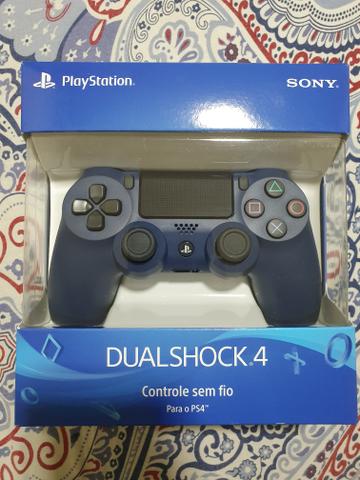 PlayStation®
SONY®
DUALSHOCK®4
Controle sem fio
Para o PS4™